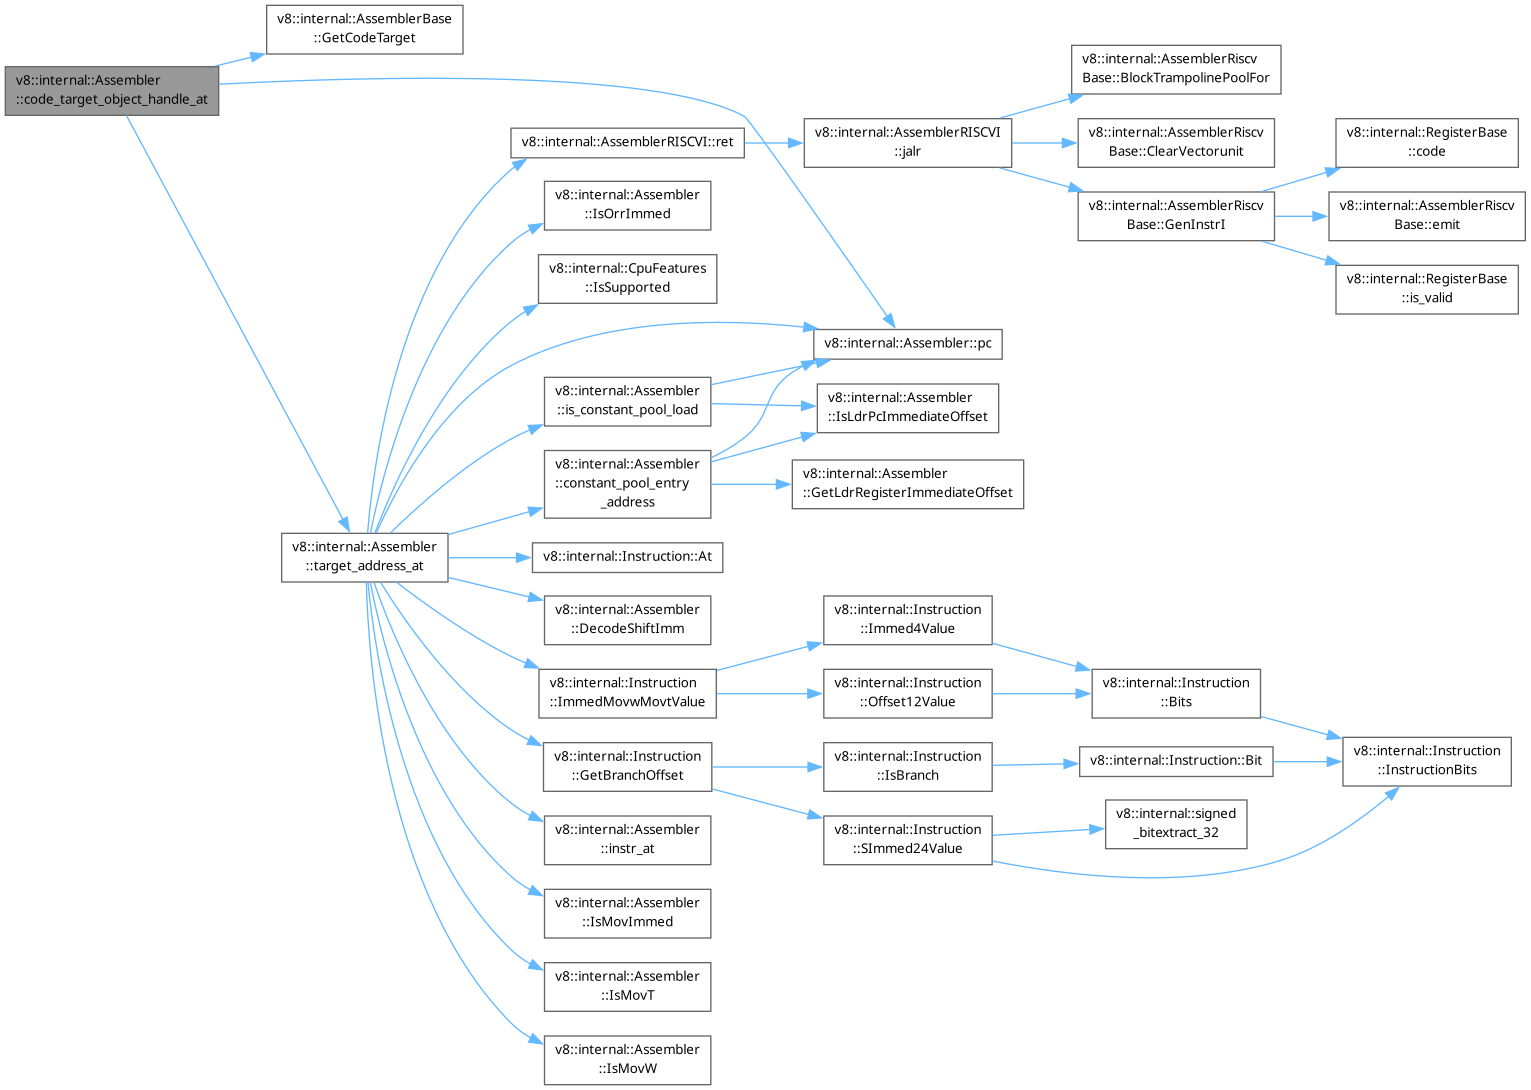 v8::internal::AssemblerBase
::GetCodeTarget
v8::internal::Assembler
::code_target_object_handle_at
v8::internal::AssemblerRiscv
Base::BlockTrampolinePoolFor
v8::internal::AssemblerRISCVI::ret
v8::internal::AssemblerRISCVI
::jalr
v8::internal::AssemblerRiscv
Base::ClearVectorunit
v8::internal::RegisterBase
::code
v8::internal::Assembler
::IsOrrImmed
v8::internal::AssemblerRiscv
Base::GenInstrI
v8::internal::AssemblerRiscv
Base::emit
v8::internal::CpuFeatures
::IsSupported
v8::internal::RegisterBase
::is_valid
v8::internal::Assembler::pc
v8::internal::Assembler
::is_constant_pool_load
v8::internal::Assembler
::IsLdrPcImmediateOffset
v8::internal::Assembler
::constant_pool_entry
_address
v8::internal::Assembler
::GetLdrRegisterImmediateOffset
v8::internal::Assembler
::target_address_at
v8::internal::Instruction::At
v8::internal::Assembler
::DecodeShiftImm
v8::internal::Instruction
::Immed4Value
v8::internal::Instruction
::ImmedMovwMovtValue
v8::internal::Instruction
::Offset12Value
v8::internal::Instruction
::Bits
v8::internal::Instruction
::GetBranchOffset
v8::internal::Instruction
::IsBranch
v8::internal::Instruction::Bit
v8::internal::Instruction
::InstructionBits
v8::internal::Assembler
::instr_at
v8::internal::Instruction
::SImmed24Value
v8::internal::signed
_bitextract_32
v8::internal::Assembler
::IsMovImmed
v8::internal::Assembler
::IsMovT
v8::internal::Assembler
::IsMovW